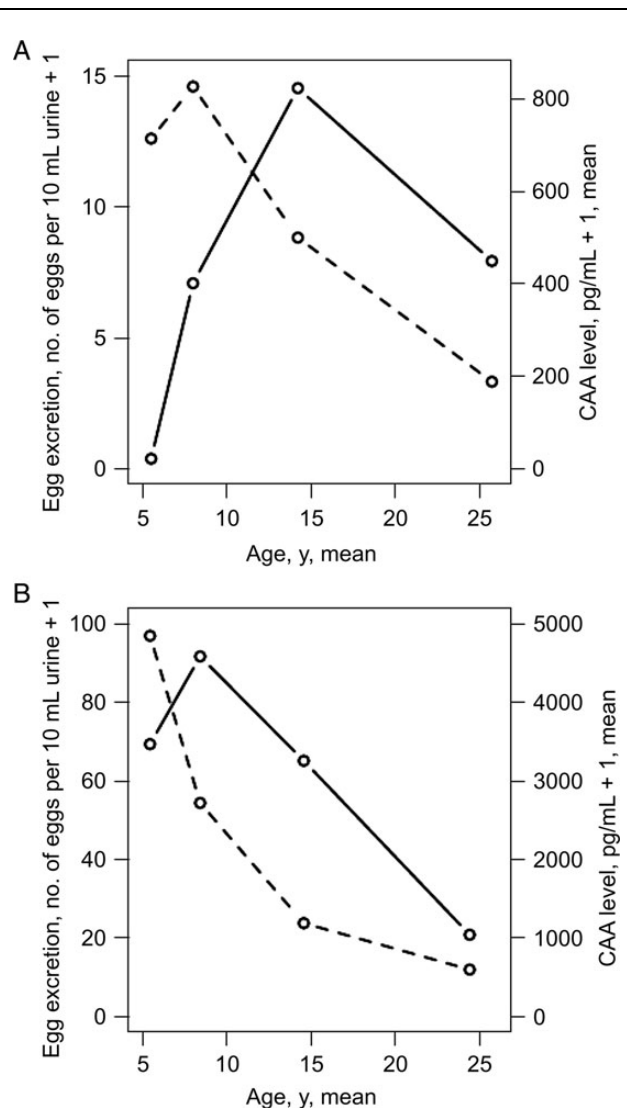 A
Egg excretion, no. of eggs per 10 mL urine + 1
15
10
5
0
800
600
400
200
0
CAA level, pg/mL + 1, mean
5 10 15 20 25
Age, y, mean
B
Egg excretion, no. of eggs per 10 mL urine + 1
100
80
60
40
20
0
5000
4000
3000
2000
1000
0
CAA level, pg/mL + 1, mean
5 10 15 20 25
Age, y, mean